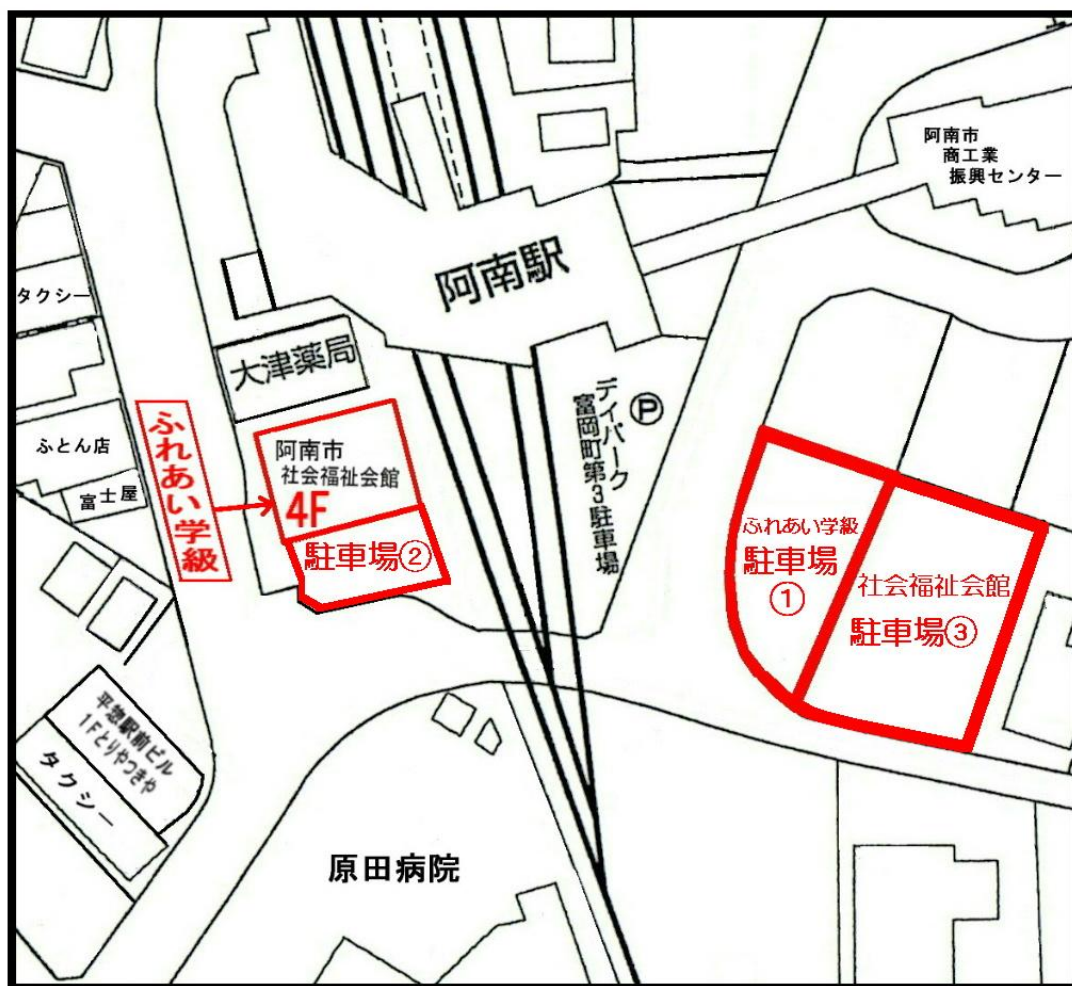 阿南市
商工業
振興センター
阿南駅
タクシー
大津薬局
デイパーク
富岡町第3駐車場
Ⓟ
ふれあい学級
ふとん店
富士屋
阿南市
社会福祉会館
4F
駐車場②
ふれあい学級
駐車場
①
社会福祉会館
駐車場③
平惣駅前ビル
1Fとりやつきや
タクシー
原田病院